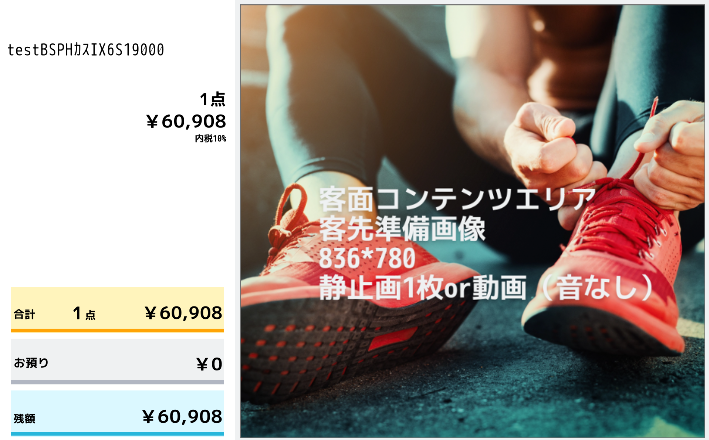 testBSPHｶｽIX6S19000
1点
￥60,908
内税10%
合計 1点 ￥60,908
お預り ￥0
残額 ￥60,908
客面コンテンツエリア
客先準備画像
836*780
静止画1枚or動画（音なし）